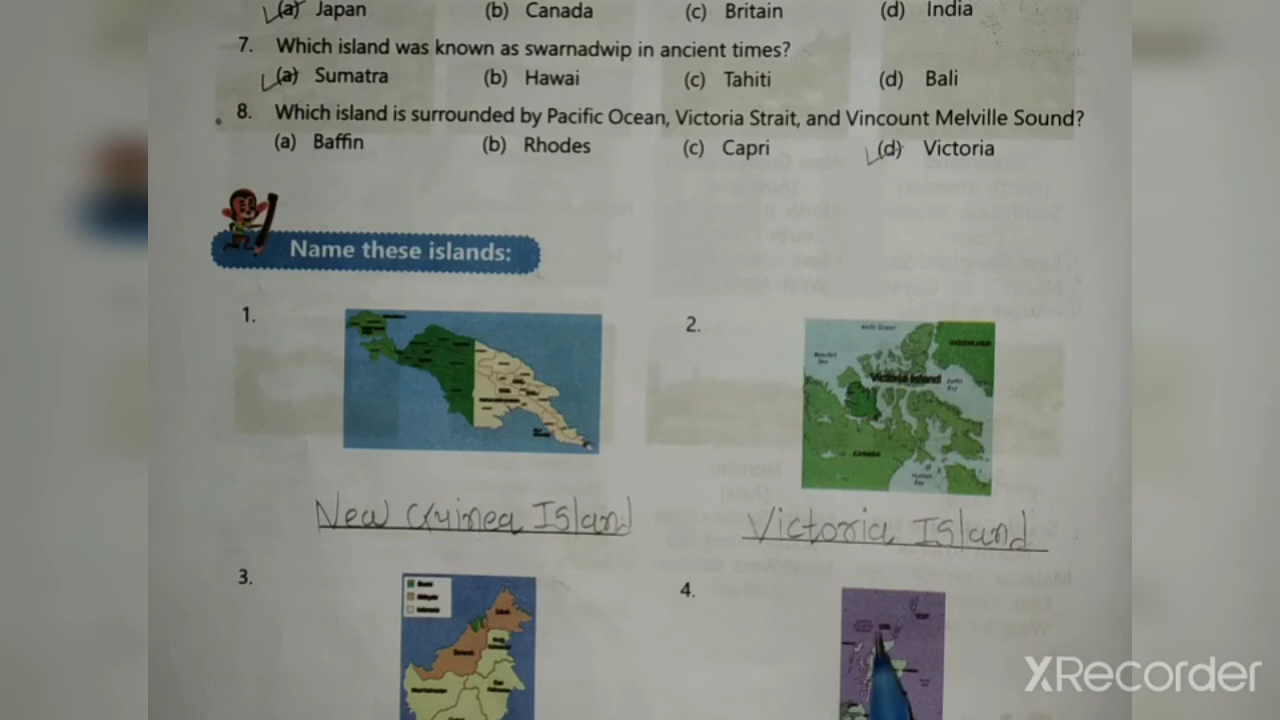 (a) Japan (b) Canada (c) Britain (d) India
7. Which island was known as swarnadwip in ancient times?
(a) Sumatra (b) Hawai (c) Tahiti (d) Bali
8. Which island is surrounded by Pacific Ocean, Victoria Strait, and Vincount Melville Sound?
(a) Baffin (b) Rhodes (c) Capri (d) Victoria
Name these islands:
1.
2.
GREENLAND
Victoria Island
CANADA
New Guinea Island
Victoria Island
3.
4.
XRecorder